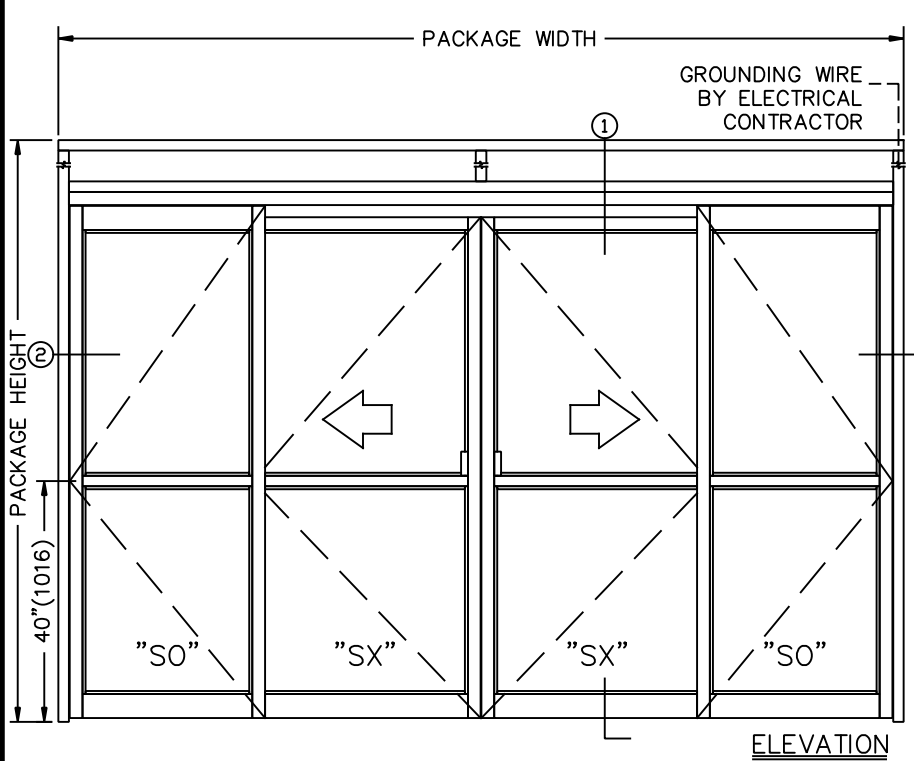 PACKAGE WIDTH
GROUNDING WIRE
BY ELECTRICAL
CONTRACTOR
1
2
PACKAGE HEIGHT
40"(1016)
"SO"
"SX"
"SX"
"SO"
ELEVATION